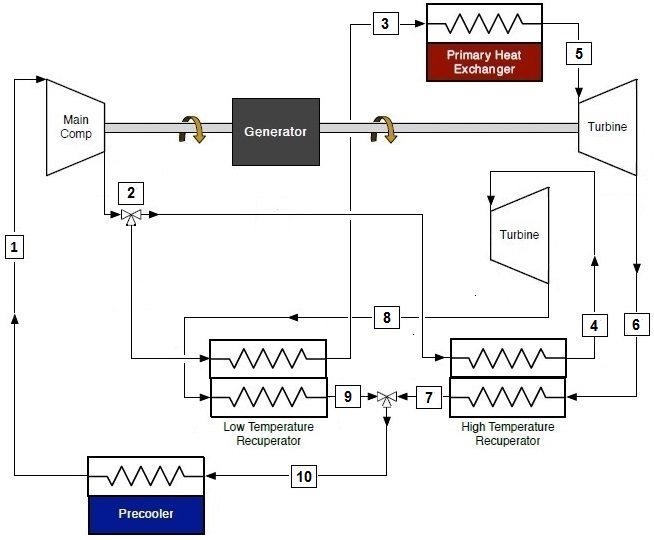 3
Primary Heat
Exchanger
5
Main
Comp
Generator
Turbine
2
Turbine
1
8
4
6
9
7
Low Temperature
Recuperator
High Temperature
Recuperator
10
Precooler